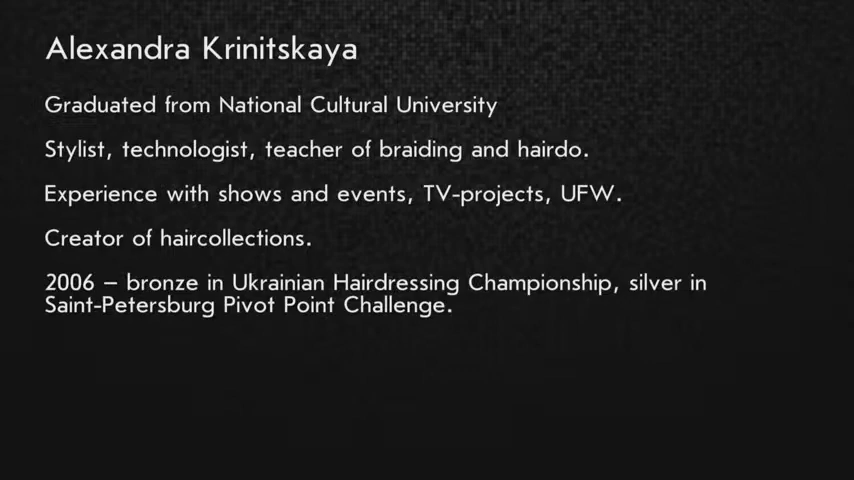 Alexandra Krinitskaya
Graduated from National Cultural University
Stylist, technologist, teacher of braiding and hairdo.
Experience with shows and events, TV-projects, UFW.
Creator of haircollections.
2006 – bronze in Ukrainian Hairdressing Championship, silver in
Saint-Petersburg Pivot Point Challenge.